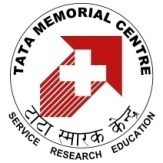 TATA MEMORIAL CENTRE
टाटा स्मारक केन्द्र
SERVICE RESEARCH EDUCATION